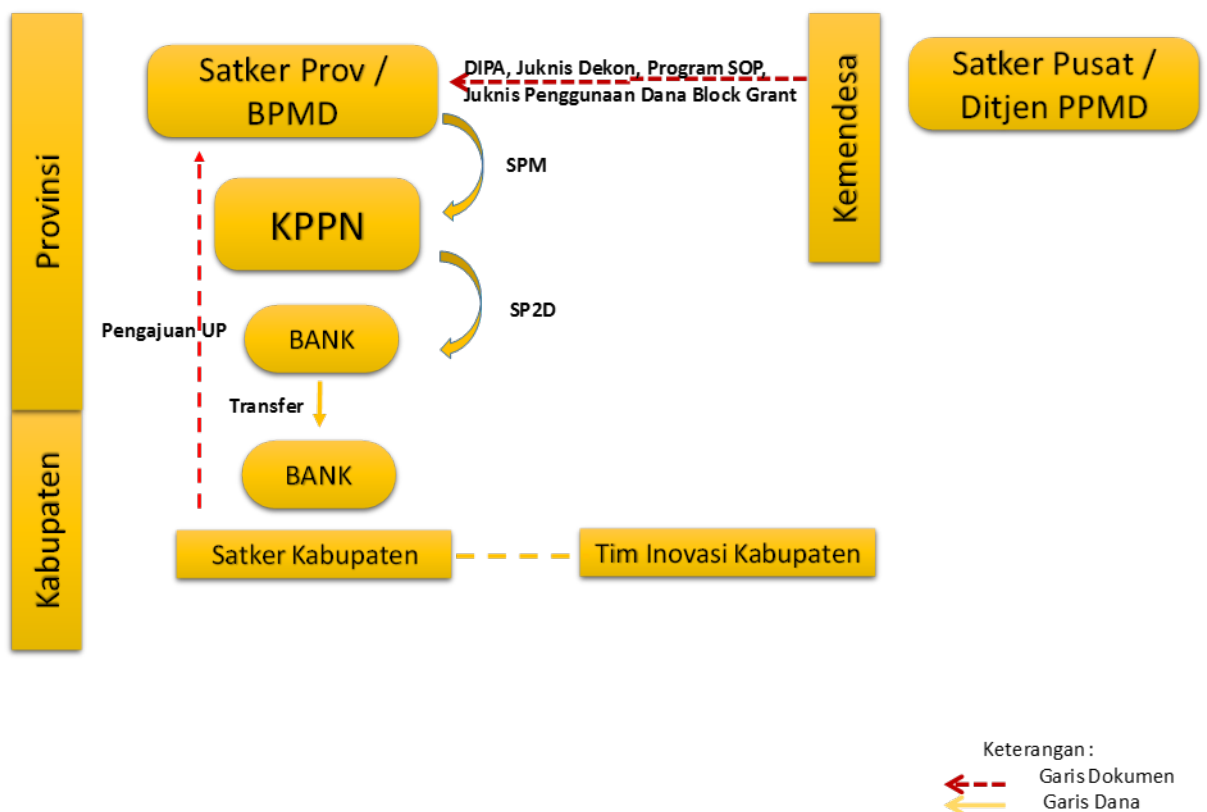 Provinsi
Kabupaten
Satker Prov /
BPMD
DIPA, Juknis Dekon, Program SOP,
Juknis Penggunaan Dana Block Grant
Kemendesa
Satker Pusat /
Ditjen PPMD
SPM
KPPN
SP2D
Pengajuan UP
BANK
Transfer
BANK
Satker Kabupaten
Tim Inovasi Kabupaten
Keterangan :
Garis Dokumen
Garis Dana